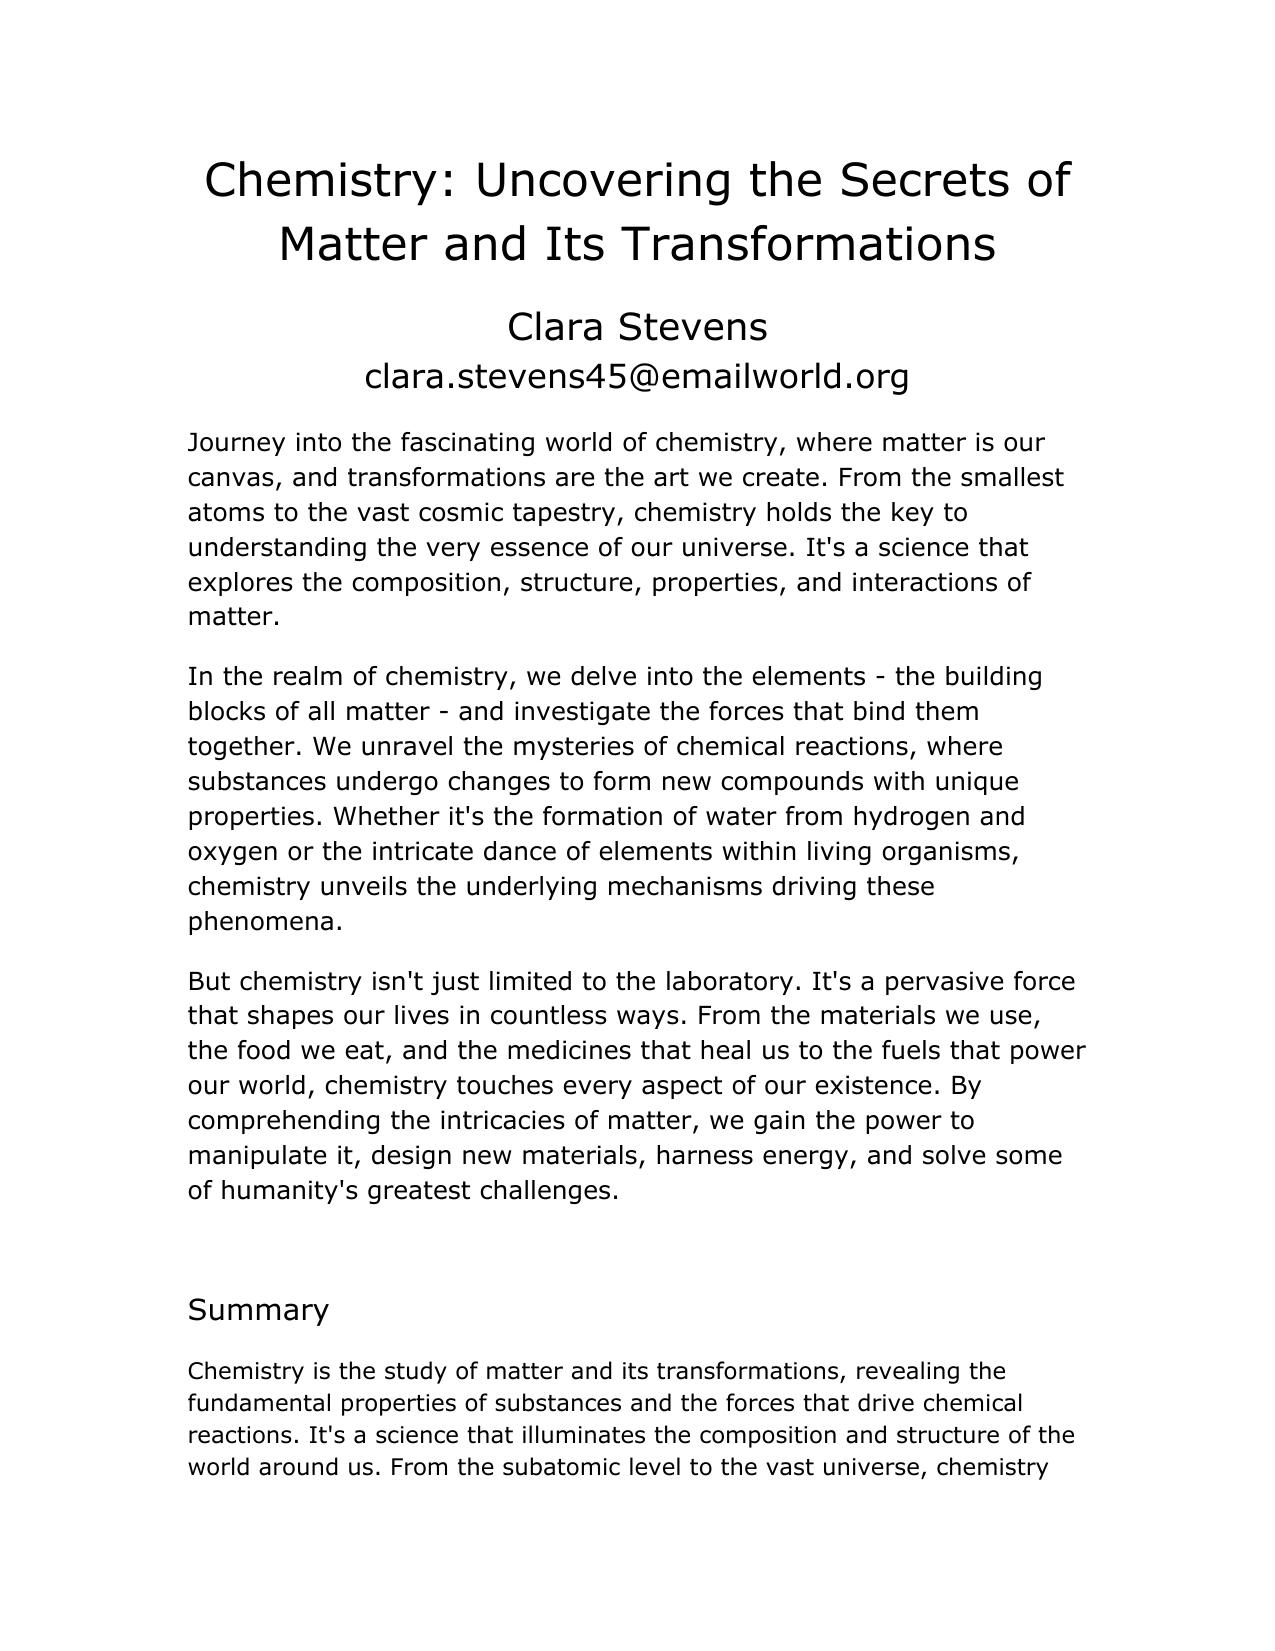 Chemistry: Uncovering the Secrets of
Matter and Its Transformations
Clara Stevens
clara.stevens45@emailworld.org
Journey into the fascinating world of chemistry, where matter is our
canvas, and transformations are the art we create. From the smallest
atoms to the vast cosmic tapestry, chemistry holds the key to
understanding the very essence of our universe. It's a science that
explores the composition, structure, properties, and interactions of
matter.
In the realm of chemistry, we delve into the elements - the building
blocks of all matter - and investigate the forces that bind them
together. We unravel the mysteries of chemical reactions, where
substances undergo changes to form new compounds with unique
properties. Whether it's the formation of water from hydrogen and
oxygen or the intricate dance of elements within living organisms,
chemistry unveils the underlying mechanisms driving these
phenomena.
But chemistry isn't just limited to the laboratory. It's a pervasive force
that shapes our lives in countless ways. From the materials we use,
the food we eat, and the medicines that heal us to the fuels that power
our world, chemistry touches every aspect of our existence. By
comprehending the intricacies of matter, we gain the power to
manipulate it, design new materials, harness energy, and solve some
of humanity's greatest challenges.
Summary
Chemistry is the study of matter and its transformations, revealing the
fundamental properties of substances and the forces that drive chemical
reactions. It's a science that illuminates the composition and structure of the
world around us. From the subatomic level to the vast universe, chemistry